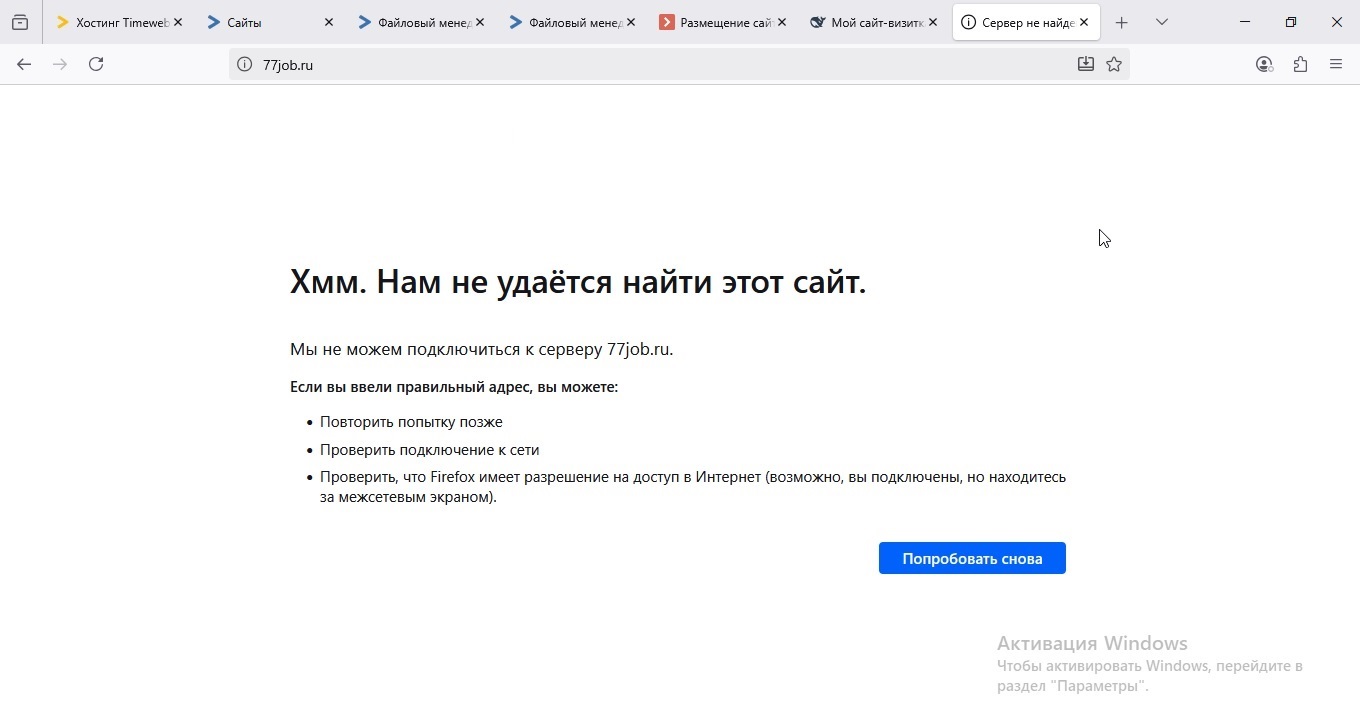 Хостинг Timeweb
Сайты
Файловый менед
Файловый менед
Размещение сайт
Мой сайт-визитк
Сервер не найде
77job.ru
Хмм. Нам не удаётся найти этот сайт.
Мы не можем подключиться к серверу 77job.ru.
Если вы ввели правильный адрес, вы можете:
• Повторить попытку позже
• Проверить подключение к сети
• Проверить, что Firefox имеет разрешение на доступ в Интернет (возможно, вы подключены, но находитесь
за межсетевым экраном).
Попробовать снова
Активация Windows
Чтобы активировать Windows, перейдите в
раздел "Параметры".